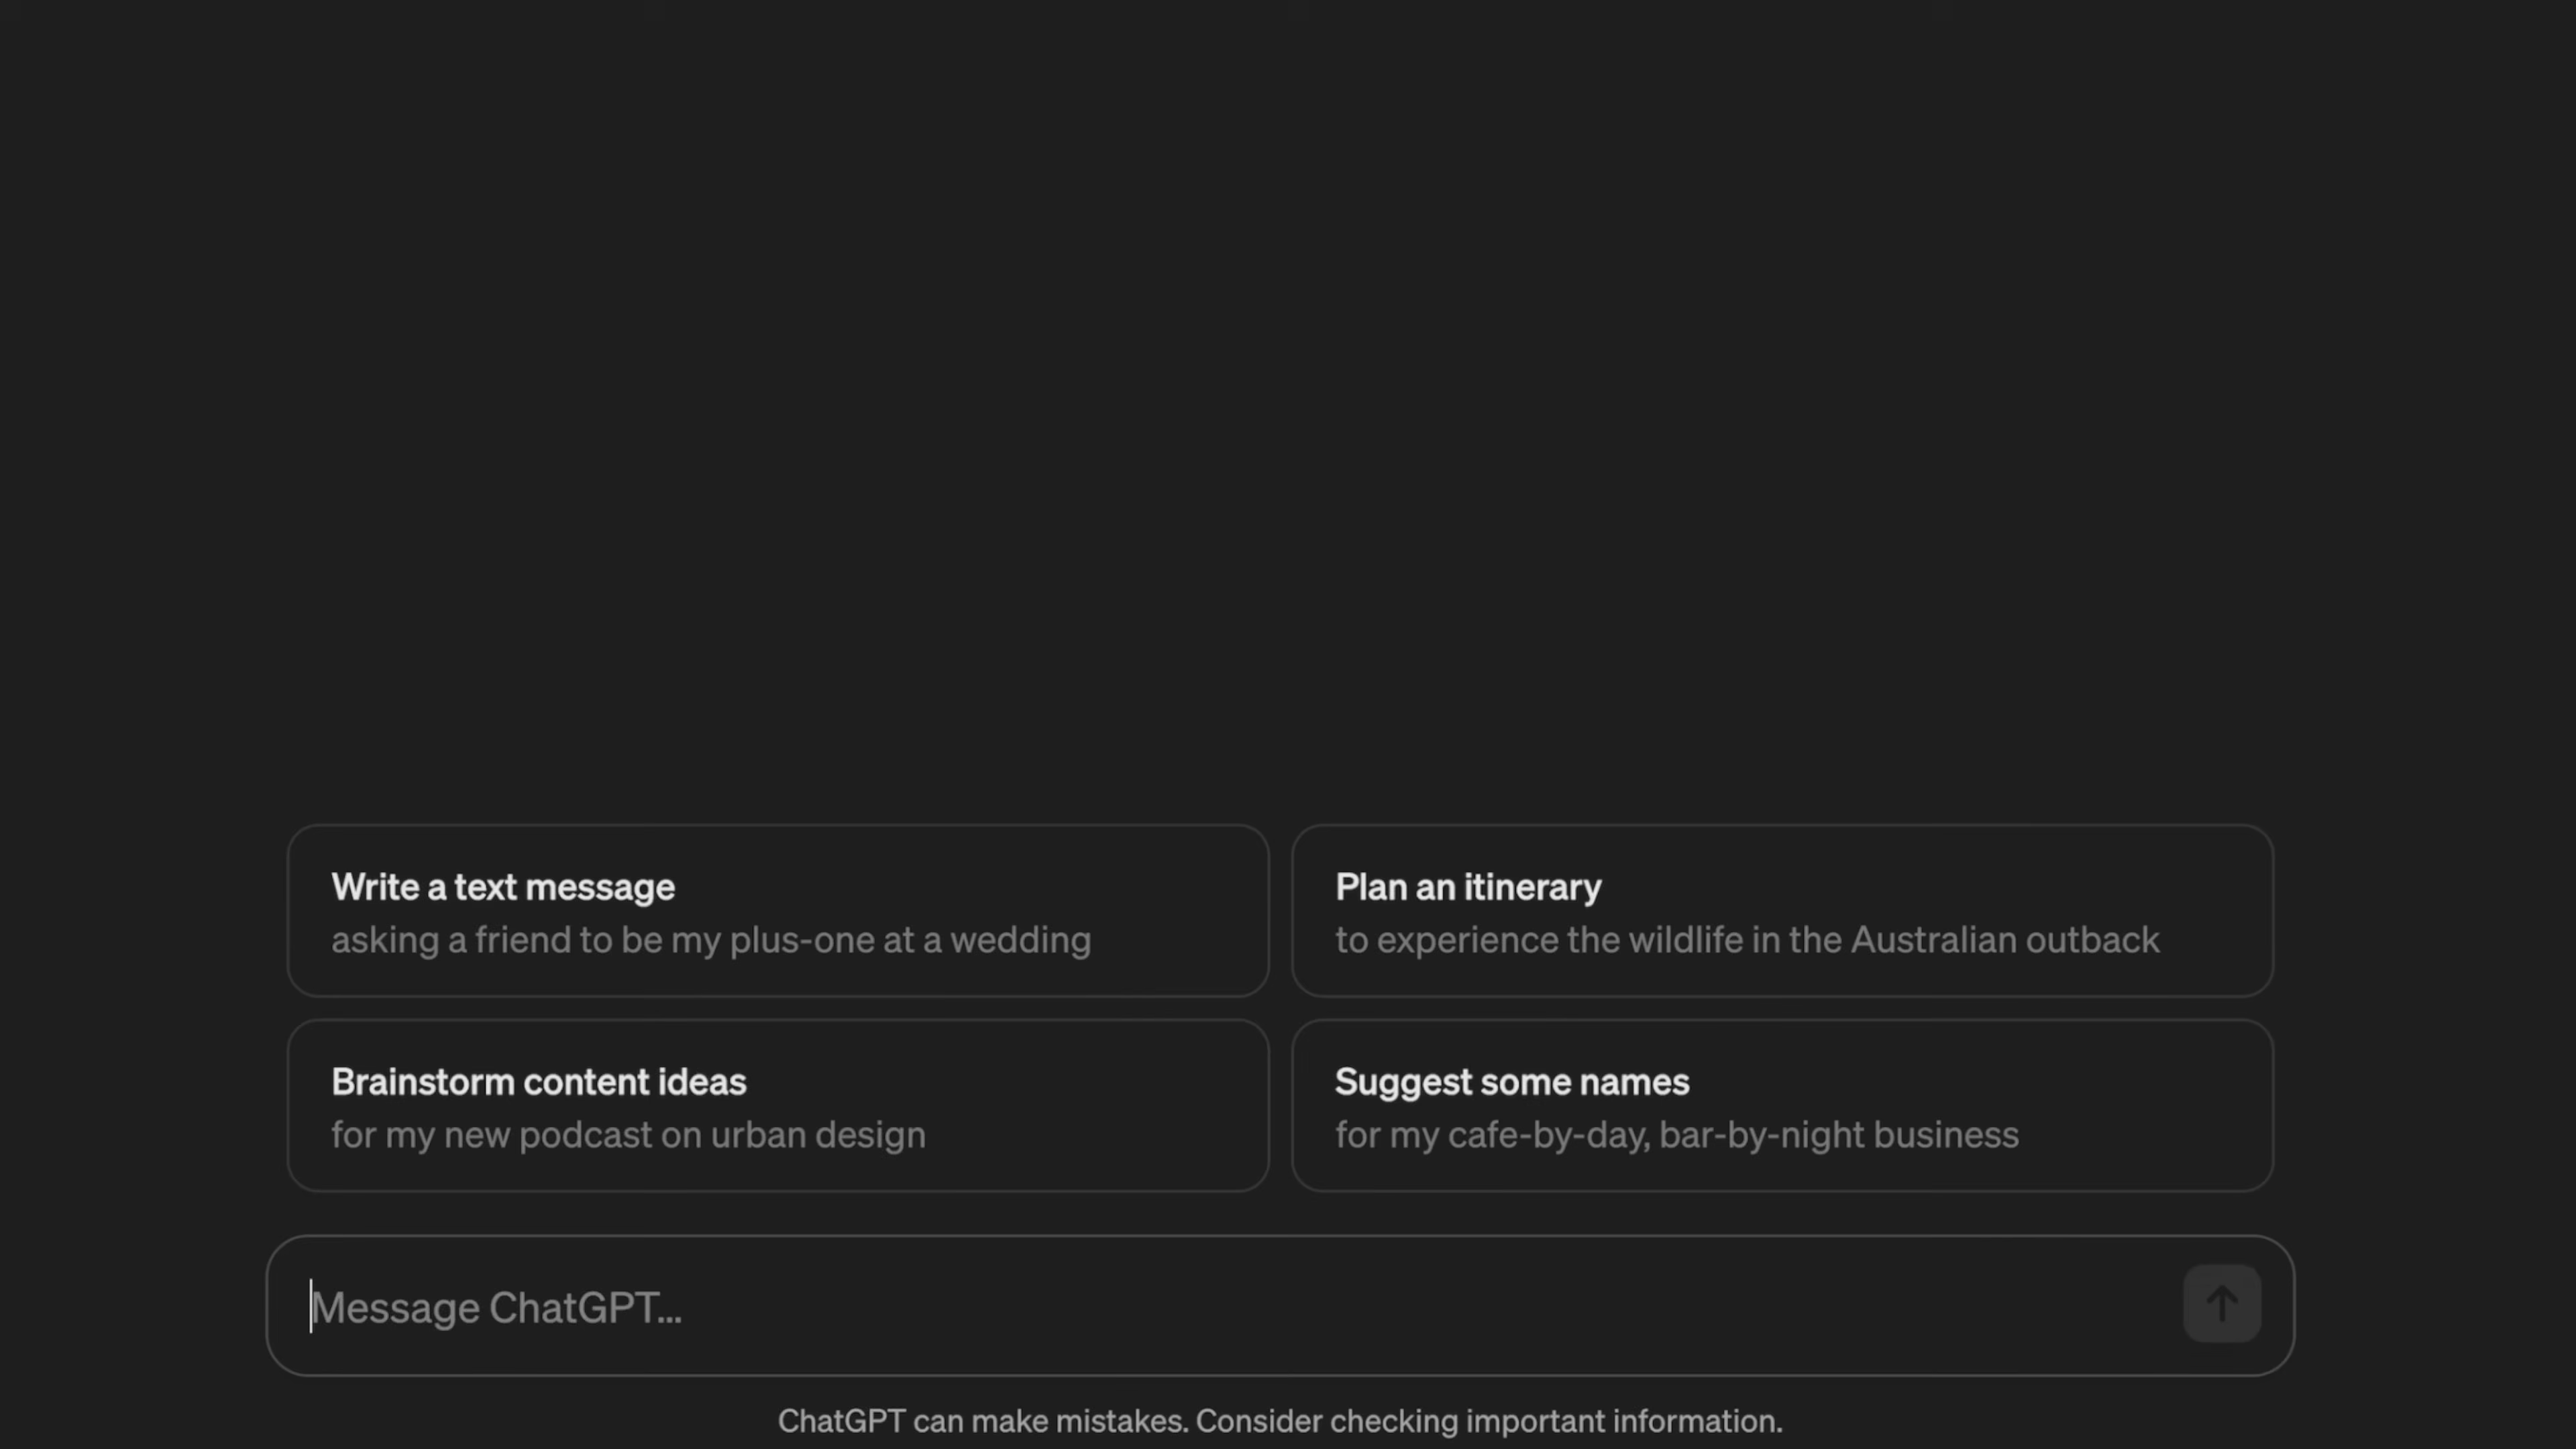 Write a text message
asking a friend to be my plus-one at a wedding
Plan an itinerary
to experience the wildlife in the Australian outback
Brainstorm content ideas
for my new podcast on urban design
Suggest some names
for my cafe-by-day, bar-by-night business
Message ChatGPT...
ChatGPT can make mistakes. Consider checking important information.